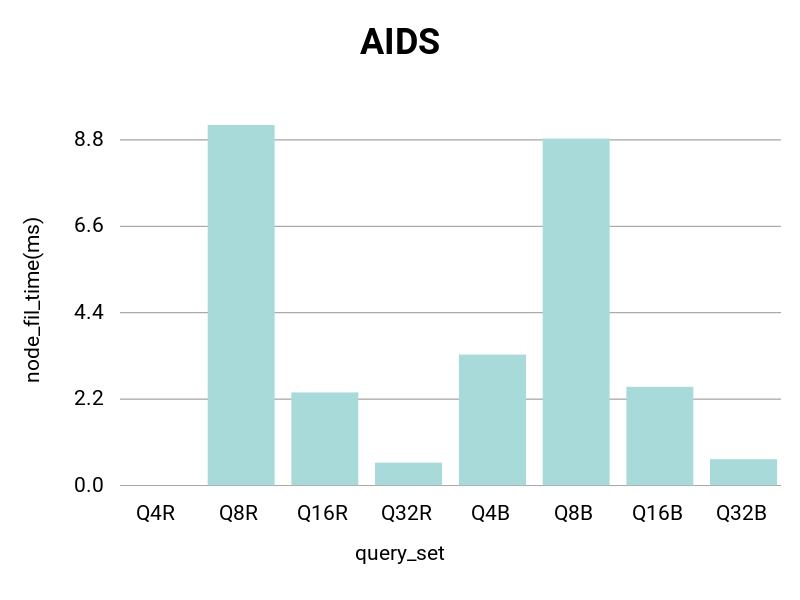 AIDS
8.8
6.6
4.4
2.2
0.0
node_fil_time(ms)
Q4R Q8R Q16R Q32R Q4B Q8B Q16B Q32B
query_set